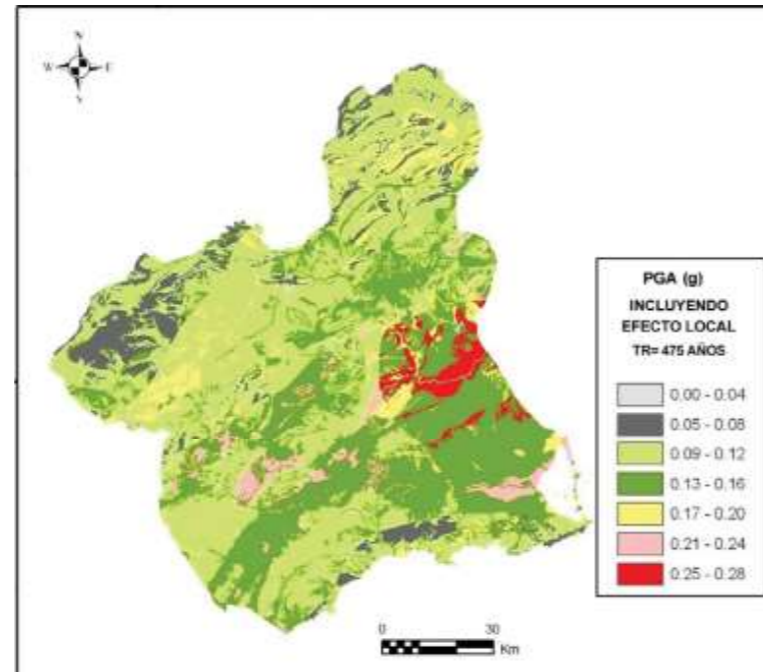 N
W E
S
PGA (g)
INCLUYENDO
EFECTO LOCAL
TR= 475 AÑOS
0.00 - 0.04
0.05 - 0.08
0.09 - 0.12
0.13 - 0.16
0.17 - 0.20
0.21 - 0.24
0.25 - 0.28
0 30
Km